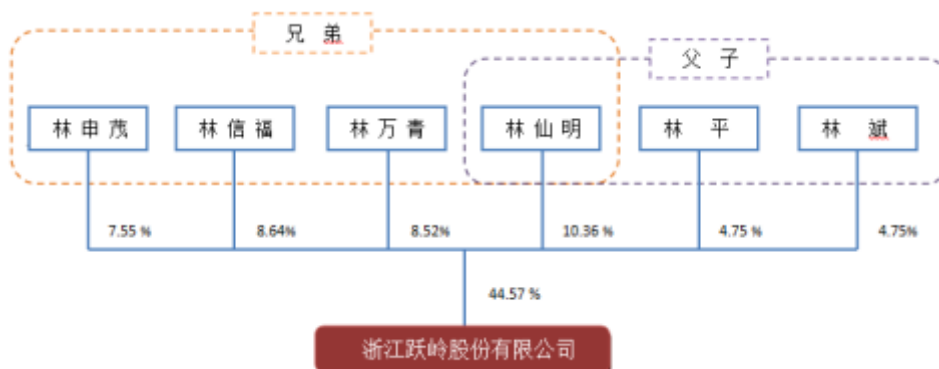 兄 弟
父 子
林 申 茂
林 信 福
林 万 青
林 仙 明
林 平
林 斌
7.55 %
8.64%
8.52%
10.36 %
4.75 %
4.75%
44.57 %
浙江跃岭股份有限公司